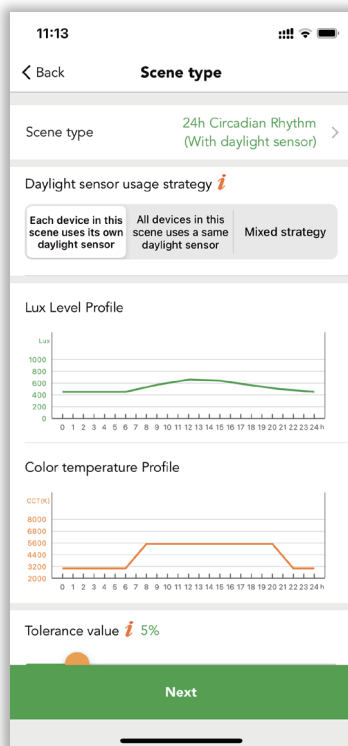 11:13
Back
Scene type
Scene type
24h Circadian Rhythm
(With daylight sensor)
Daylight sensor usage strategy i
Each device in this
scene uses its own
daylight sensor
All devices in this
scene uses a same
daylight sensor
Mixed strategy
Lux Level Profile
Lux
1000
800
600
400
200
0
0 1 2 3 4 5 6 7 8 9 10 11 12 13 14 15 16 17 18 19 20 21 22 23 24 h
Color temperature Profile
CCT(K)
8000
6800
5600
4400
3200
2000
0 1 2 3 4 5 6 7 8 9 10 11 12 13 14 15 16 17 18 19 20 21 22 23 24 h
Tolerance value i 5%
Next